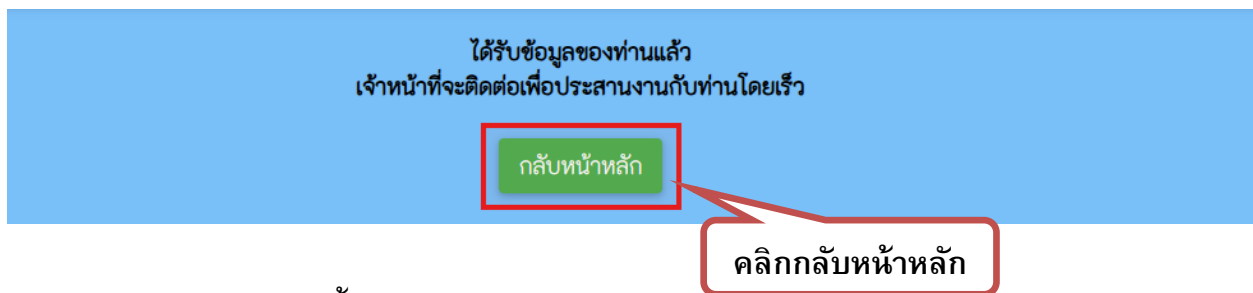 ได้รับข้อมูลของท่านแล้ว
เจ้าหน้าที่จะติดต่อเพื่อประสานงานกับท่านโดยเร็ว
กลับหน้าหลัก
คลิกกลับหน้าหลัก